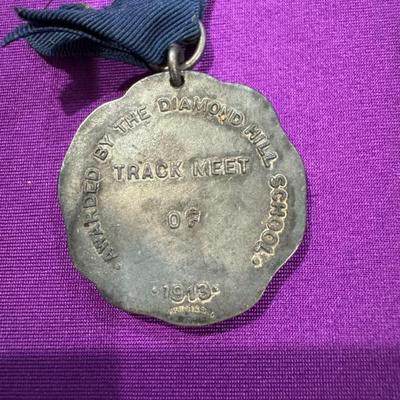 ·AWARDED BY THE DIAMOND HILL SCHOOL·
TRACK MEET
OF
·1913·